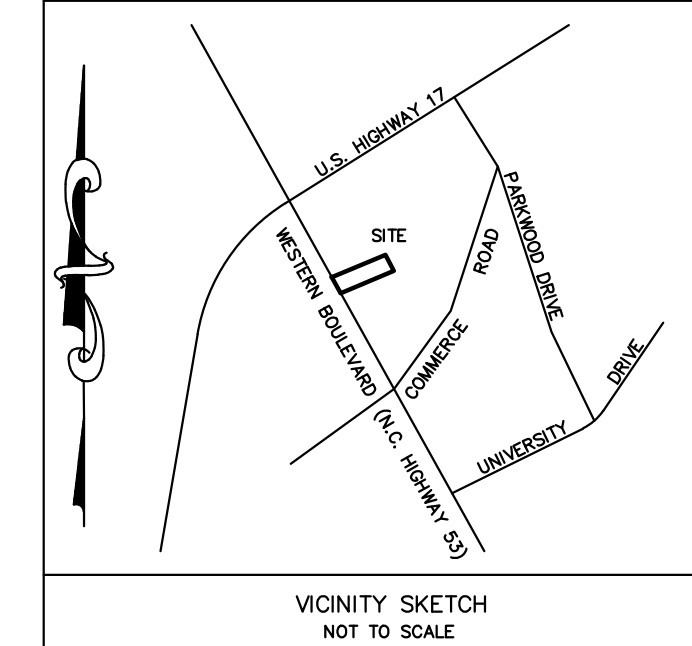 U.S. HIGHWAY 17
SITE
WESTERN BOULEVARD
(N.C. HIGHWAY 53)
COMMERCE ROAD
PARKWOOD DRIVE
UNIVERSITY DRIVE
VICINITY SKETCH
NOT TO SCALE